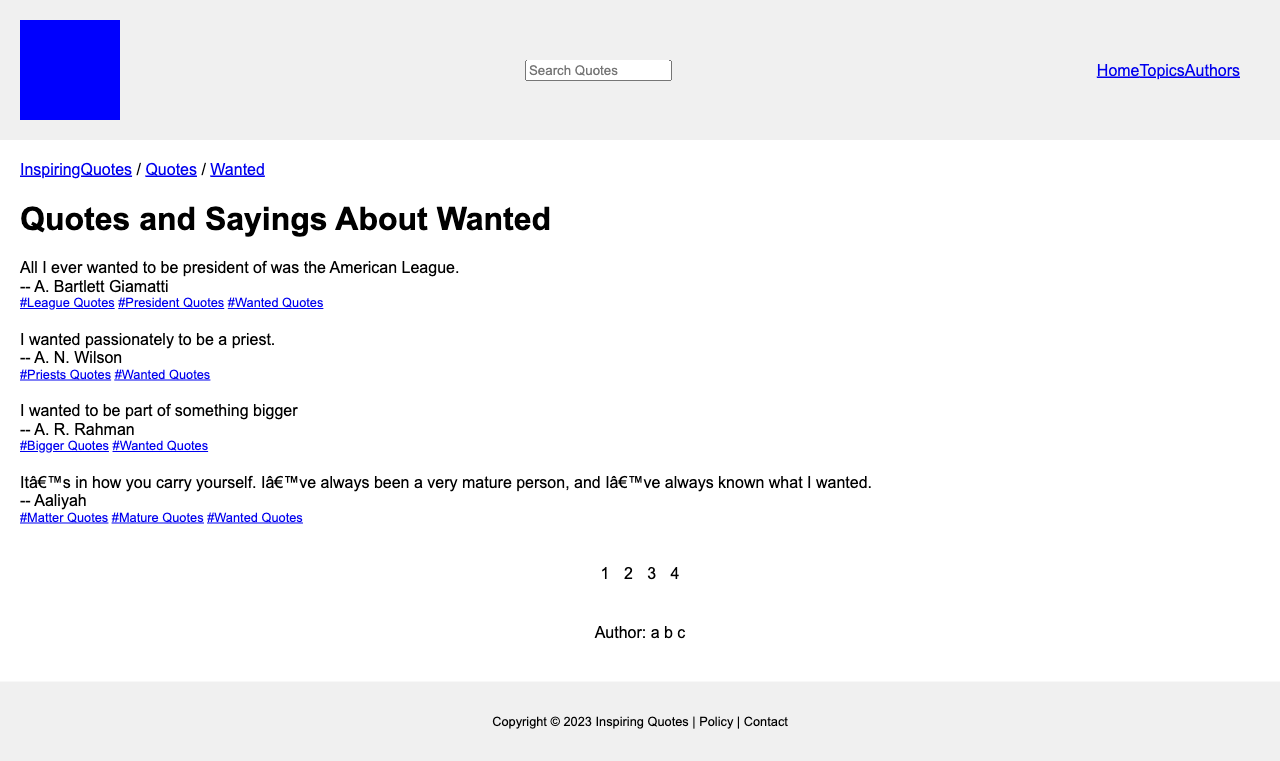 Search Quotes
HomeTopicsAuthors
InspiringQuotes / Quotes / Wanted
Quotes and Sayings About Wanted
All I ever wanted to be president of was the American League.
-- A. Bartlett Giamatti
#League Quotes #President Quotes #Wanted Quotes
I wanted passionately to be a priest.
-- A. N. Wilson
#Priests Quotes #Wanted Quotes
I wanted to be part of something bigger
-- A. R. Rahman
#Bigger Quotes #Wanted Quotes
Itâ€™s in how you carry yourself. Iâ€™ve always been a very mature person, and Iâ€™ve always known what I wanted.
-- Aaliyah
#Matter Quotes #Mature Quotes #Wanted Quotes
1 2 3 4
Author: a b c
Copyright © 2023 Inspiring Quotes | Policy | Contact